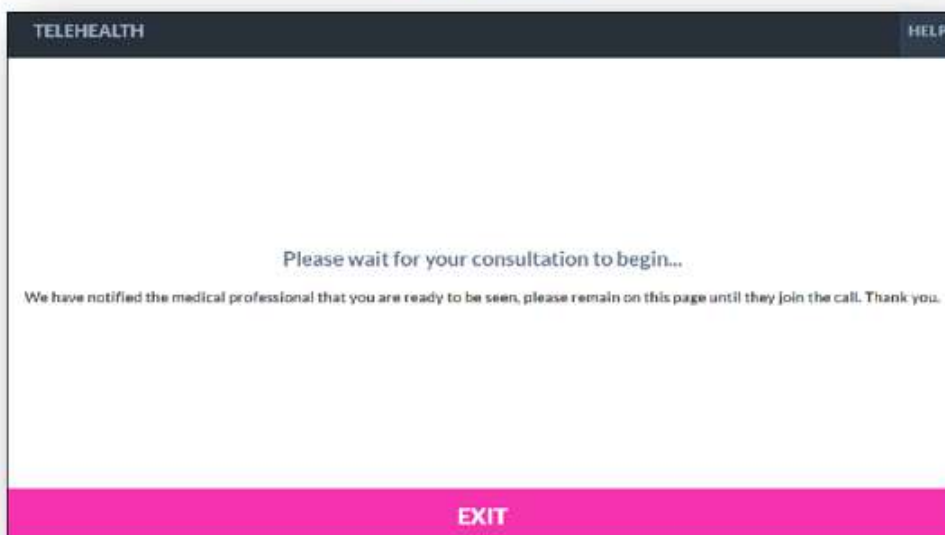 TELEHEALTH
HELP
Please wait for your consultation to begin...
We have notified the medical professional that you are ready to be seen, please remain on this page until they join the call. Thank you.
EXIT